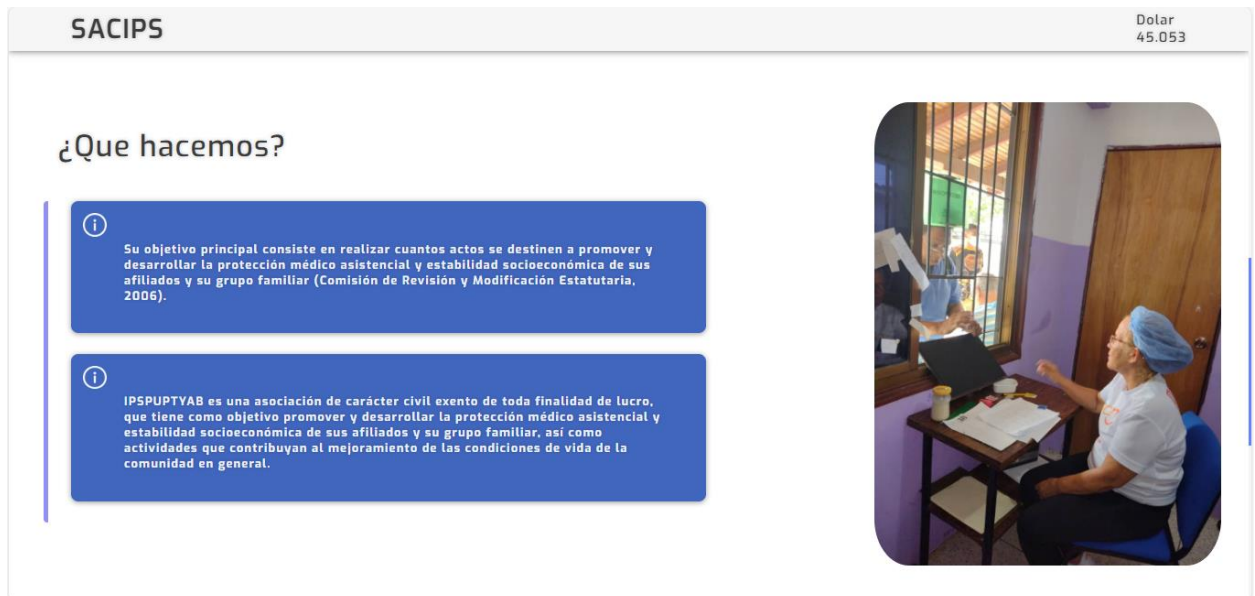 SACIPS
Dolar
45.053
¿Que hacemos?
Su objetivo principal consiste en realizar cuantos actos se destinen a promover y
desarrollar la protección médico asistencial y estabilidad socioeconómica de sus
afiliados y su grupo familiar (Comisión de Revisión y Modificación Estatutaria,
2006).
IPSPUPTYAB es una asociación de carácter civil exento de toda finalidad de lucro,
que tiene como objetivo promover y desarrollar la protección médico asistencial y
estabilidad socioeconómica de sus afiliados y su grupo familiar, así como
actividades que contribuyan al mejoramiento de las condiciones de vida de la
comunidad en general.